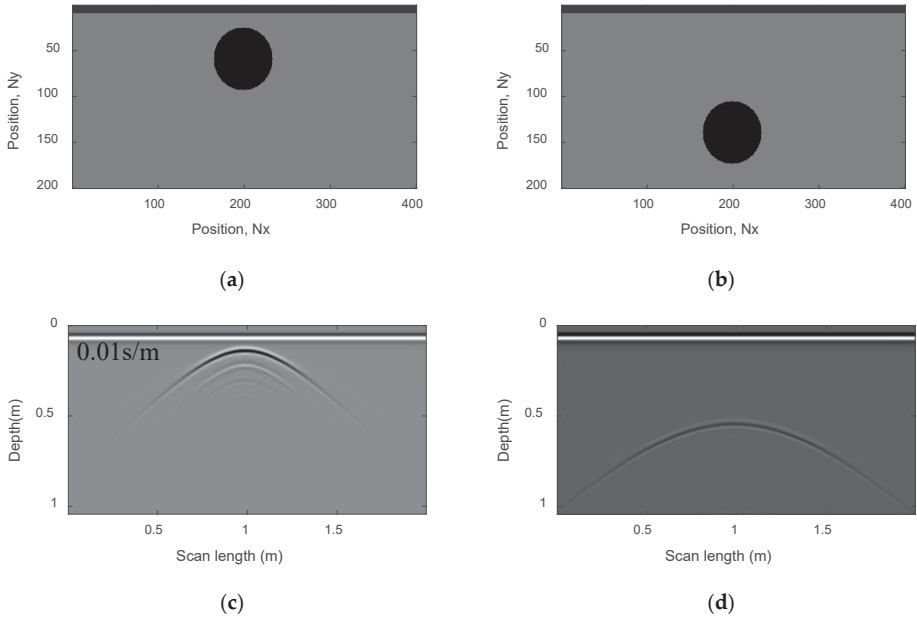 50
100
150
200
Position, Ny
100
200
300
400
Position, Nx
(a)
50
100
150
200
Position, Ny
100
200
300
400
Position, Nx
(b)
0
0.5
1
Depth(m)
0.01s/m
0.5
1
1.5
Scan length (m)
(c)
0
0.5
1
Depth(m)
0.5
1
1.5
Scan length (m)
(d)